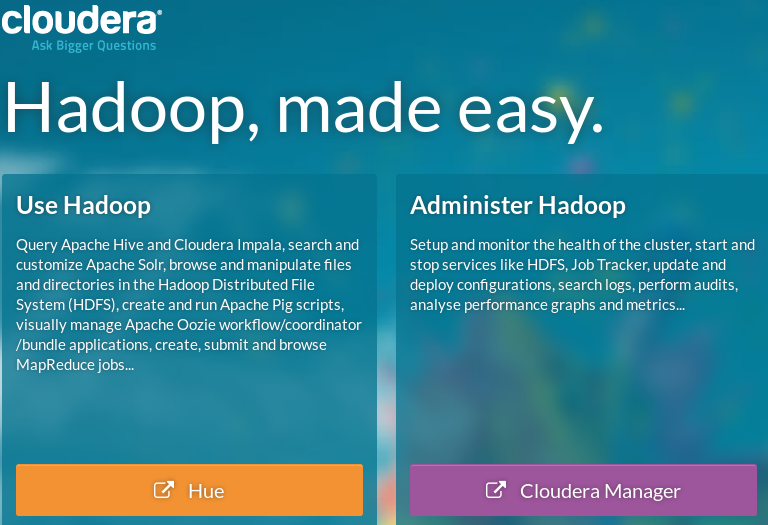 cloudera®
Ask Bigger Questions
Hadoop, made easy.
Use Hadoop
Query Apache Hive and Cloudera Impala, search and
customize Apache Solr, browse and manipulate files
and directories in the Hadoop Distributed File
System (HDFS), create and run Apache Pig scripts,
visually manage Apache Oozie workflow/coordinator
/bundle applications, create, submit and browse
MapReduce jobs...
Hue
Administer Hadoop
Setup and monitor the health of the cluster, start and
stop services like HDFS, Job Tracker, update and
deploy configurations, search logs, perform audits,
analyse performance graphs and metrics...
Cloudera Manager